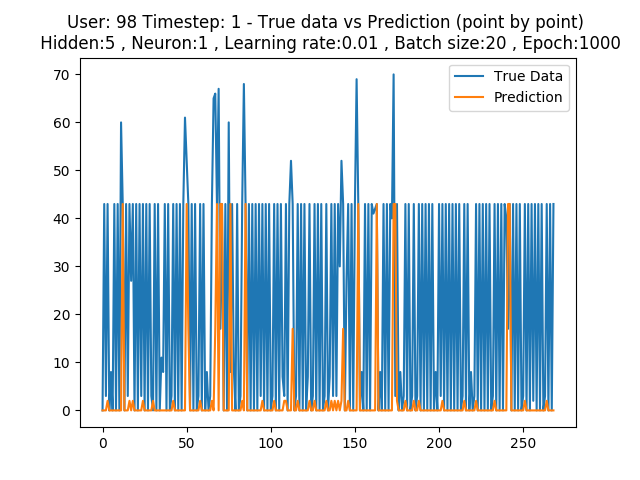 User: 98 Timestep: 1 - True data vs Prediction (point by point)
Hidden:5 , Neuron:1 , Learning rate:0.01 , Batch size:20 , Epoch:1000
True Data
Prediction
70
60
50
40
30
20
10
0
0 50 100 150 200 250